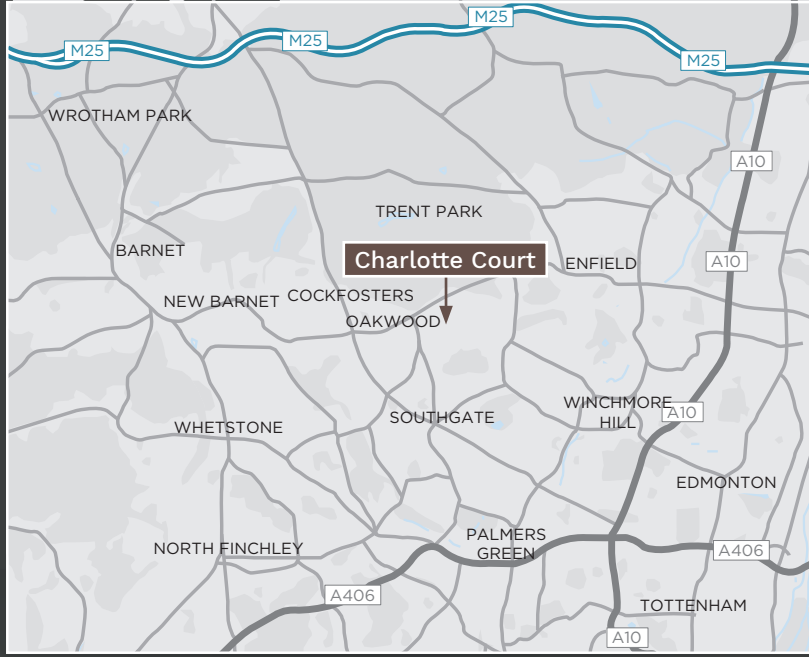 M25
M25
M25
M25
WROTHAM PARK
A10
TRENT PARK
BARNET
Charlotte Court
ENFIELD
A10
NEW BARNET
COCKFOSTERS
OAKWOOD
WINCHMORE
HILL
A10
SOUTHGATE
WHETSTONE
EDMONTON
PALMERS
GREEN
NORTH FINCHLEY
A406
A406
TOTTENHAM
A10